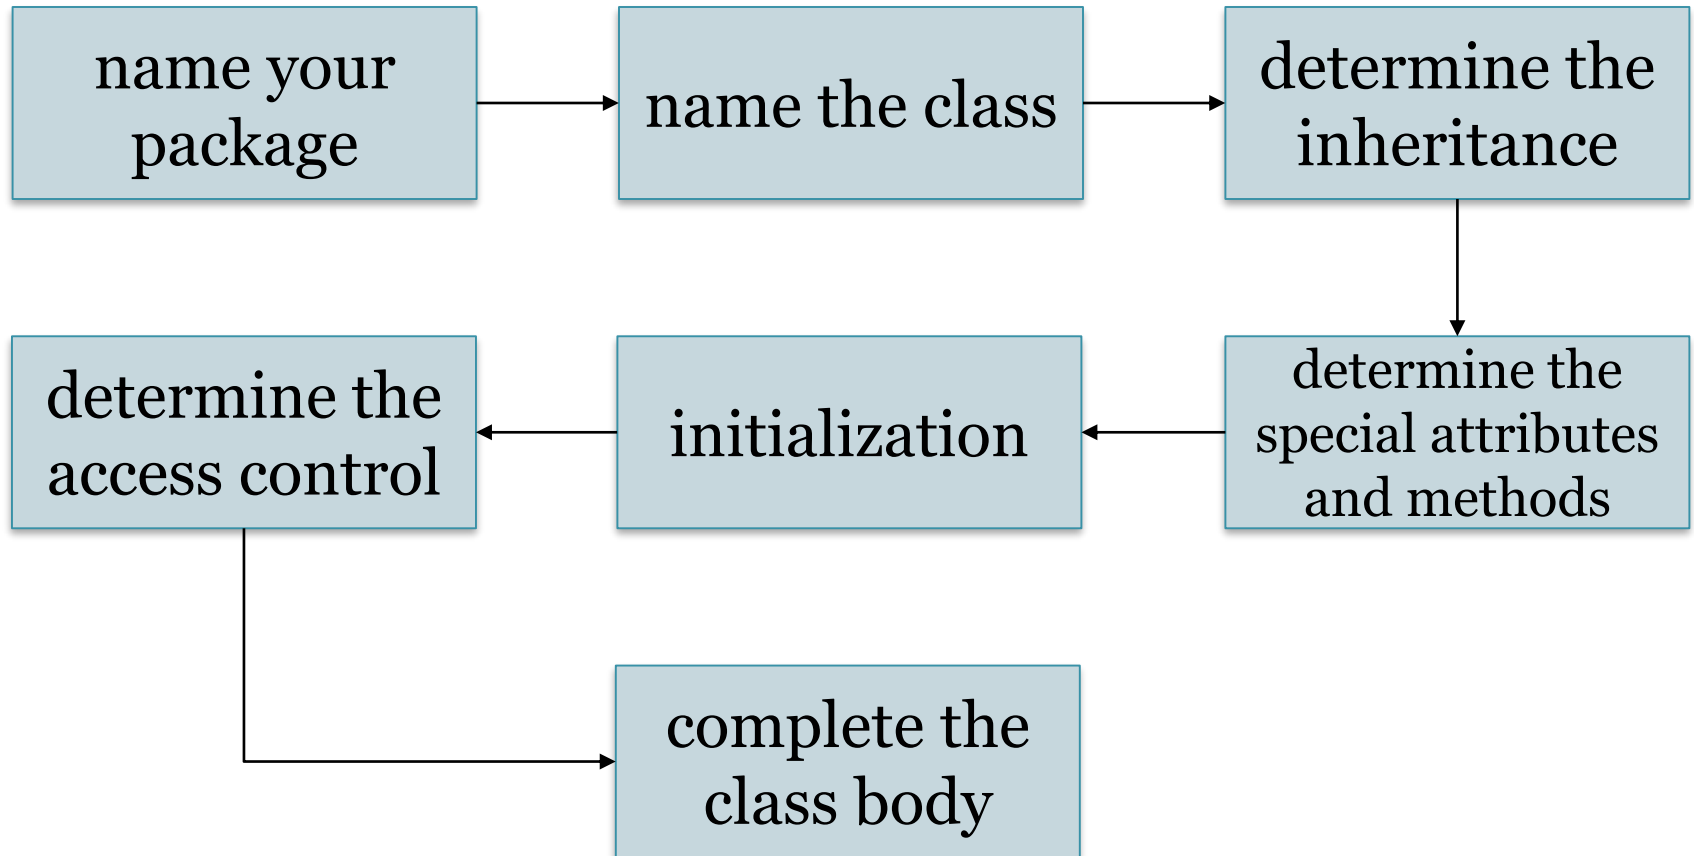 name your
package
name the class
determine the
inheritance
determine the
special attributes
and methods
initialization
determine the
access control
complete the
class body